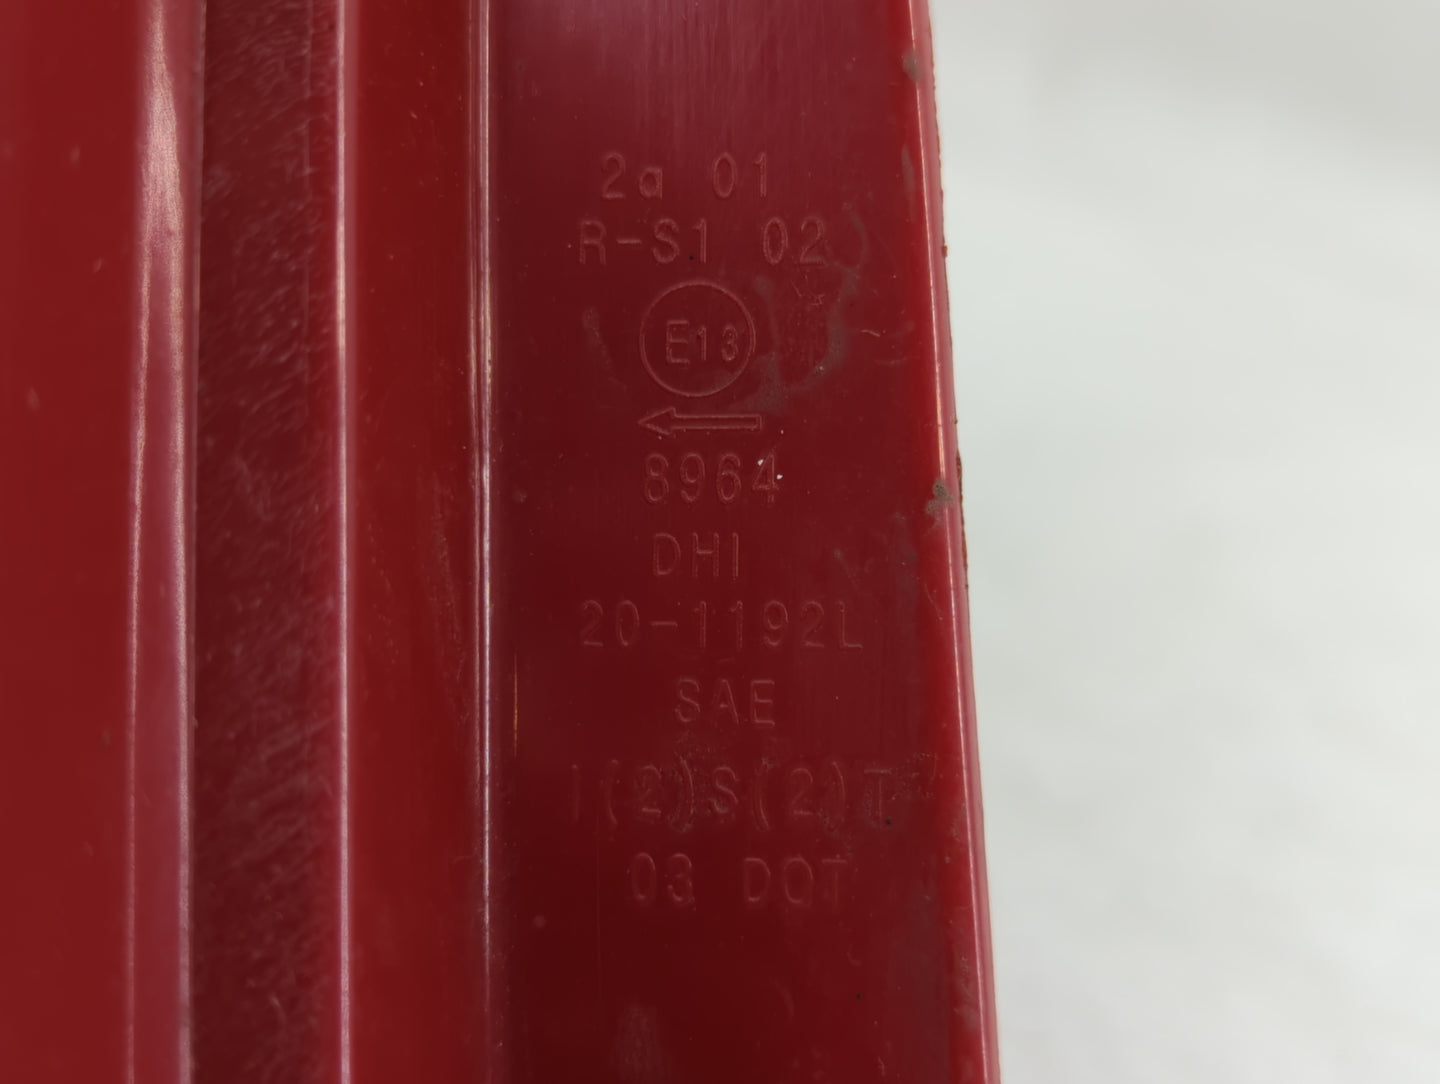 2a 01
R-S1 02
E13
8964
DHI
20-1192L
SAE
I(2)S(2)T
03 DOT